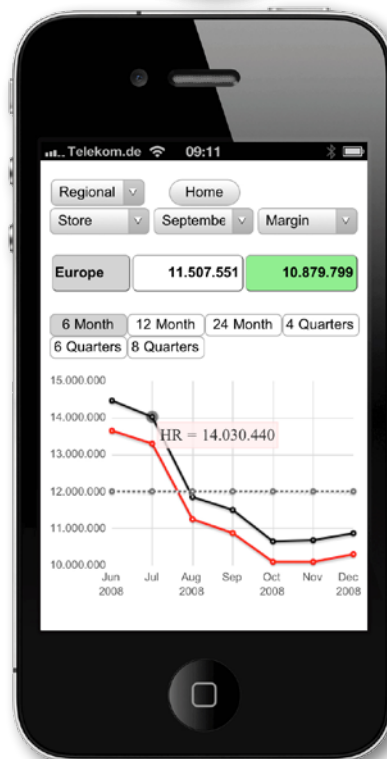 Telekom.de 09:11
Regional Home
Store Septembe Margin
Europe 11.507.551 10.879.799
6 Month 12 Month 24 Month 4 Quarters
6 Quarters 8 Quarters
15.000.000
14.000.000
HR = 14.030.440
13.000.000
12.000.000
11.000.000
10.000.000
Jun Jul Aug Sep Oct Nov Dec
2008 2008 2008 2008